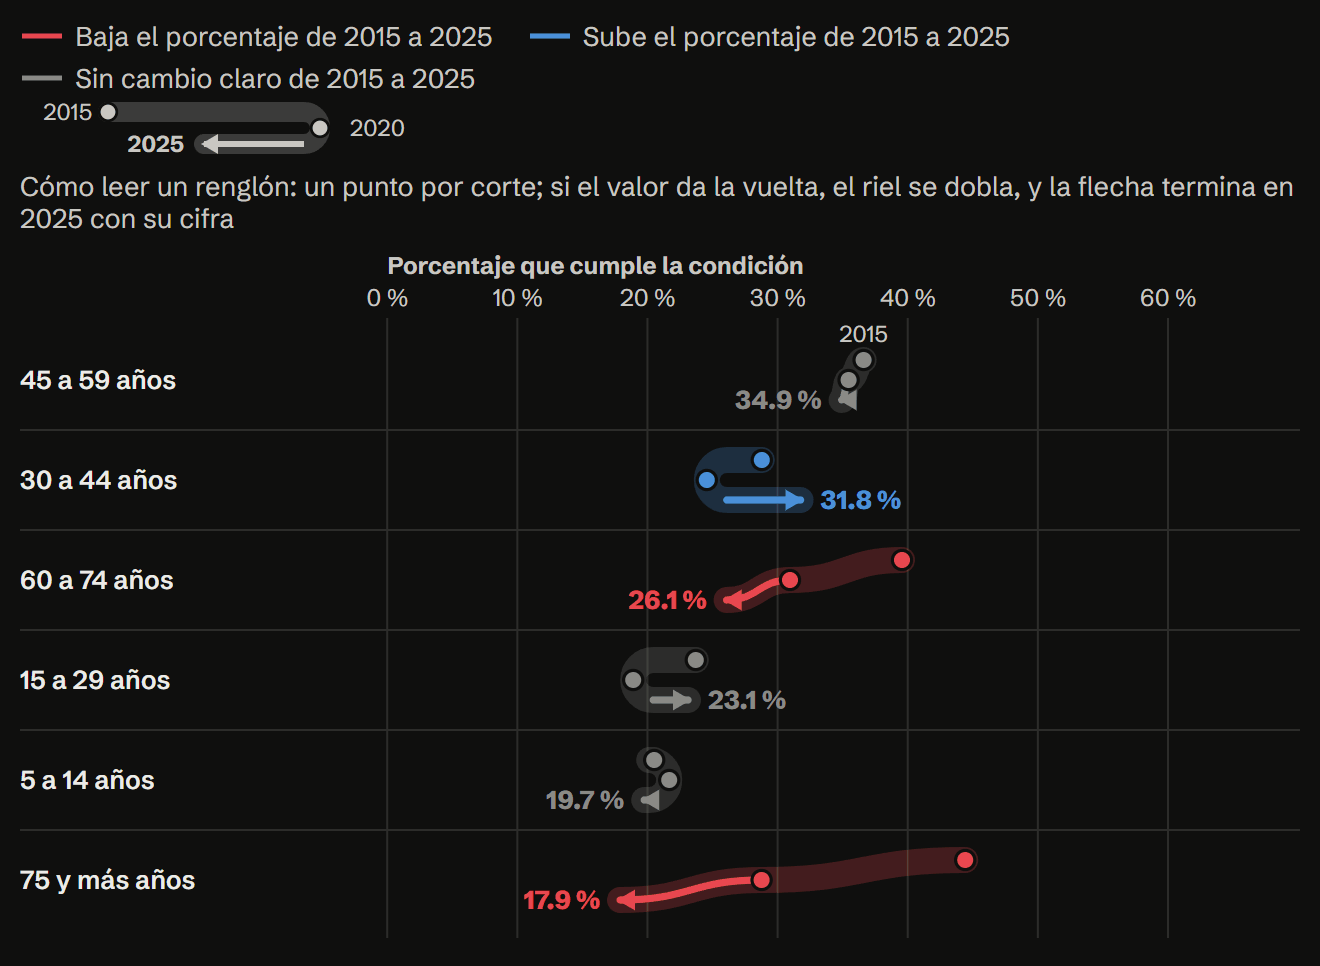 Baja el porcentaje de 2015 a 2025
Sube el porcentaje de 2015 a 2025
Sin cambio claro de 2015 a 2025
2015
2020
2025
Cómo leer un renglón: un punto por corte; si el valor da la vuelta, el riel se dobla, y la flecha termina en
2025 con su cifra
Porcentaje que cumple la condición
0 % 10 % 20 % 30 % 40 % 50 % 60 %
2015
45 a 59 años
34.9 %
30 a 44 años
31.8 %
60 a 74 años
26.1 %
15 a 29 años
23.1 %
5 a 14 años
19.7 %
75 y más años
17.9 %